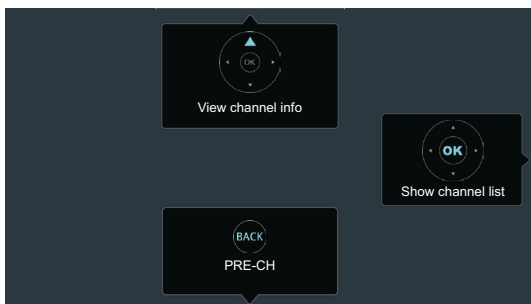 OK
View channel info
OK
Show channel list
BACK
PRE-CH